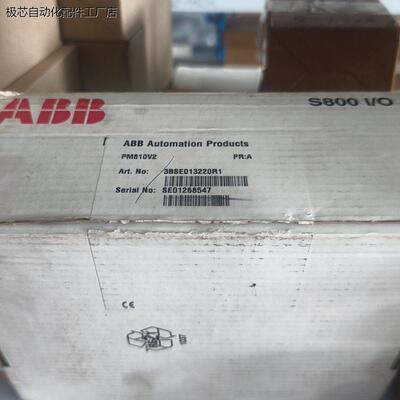 极芯自动化配件工厂店
ABB
S800 I/O
ABB Automation Products
PM810V2 PR:A
Art. No: 3BSE013220R1
Serial No: SE01268547
CE